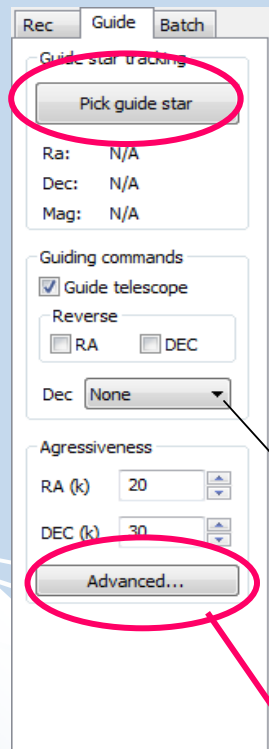 Rec Guide Batch
Guide star tracking
Pick guide star
Ra: N/A
Dec: N/A
Mag: N/A
Guiding commands
Guide telescope
Reverse
RA DEC
Dec None
Agressiveness
RA (k) 20
DEC (k) 30
Advanced...